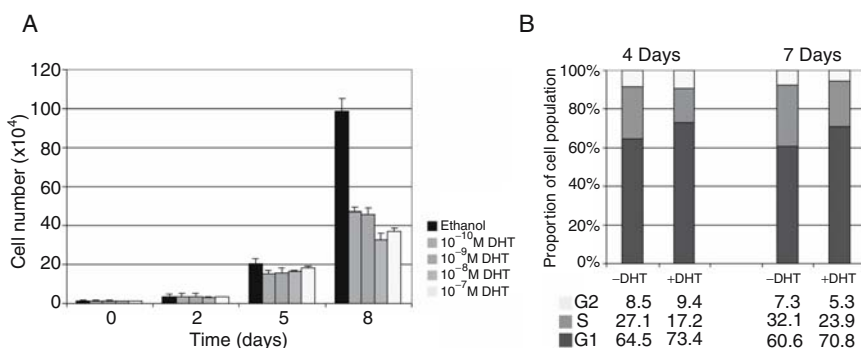 A
Cell number (x10⁴)
120
100
80
60
40
20
0
0 2 5 8
Time (days)
Ethanol
10⁻¹⁰M DHT
10⁻⁹M DHT
10⁻⁸M DHT
10⁻⁷M DHT
B
4 Days 7 Days
Proportion of cell population
100%
80%
60%
40%
20%
0%
–DHT +DHT –DHT +DHT
G2 8.5 9.4 7.3 5.3
S 27.1 17.2 32.1 23.9
G1 64.5 73.4 60.6 70.8